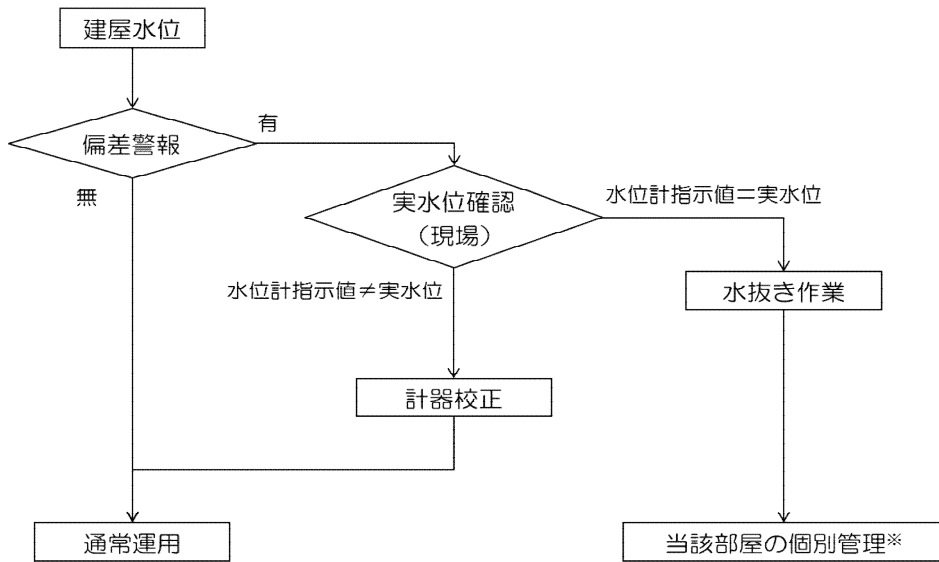 建屋水位
偏差警報
有
無
実水位確認
（現場）
水位計指示値＝実水位
水位計指示値≠実水位
水抜き作業
計器校正
通常運用
当該部屋の個別管理※